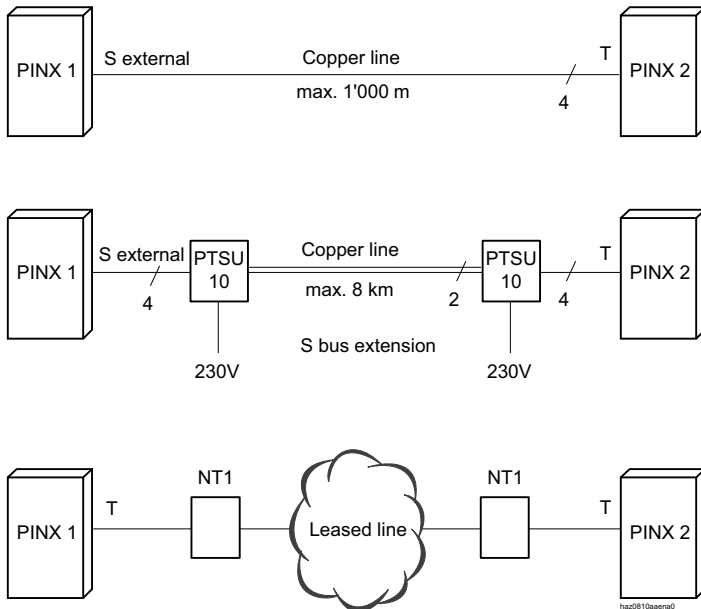 PINX 1
S external
Copper line
max. 1'000 m
4
T
PINX 2
PINX 1
S external
4
PTSU
10
230V
Copper line
max. 8 km
S bus extension
2
PTSU
10
230V
4
T
PINX 2
PINX 1
T
NT1
Leased line
NT1
T
PINX 2
haz0810aaena0